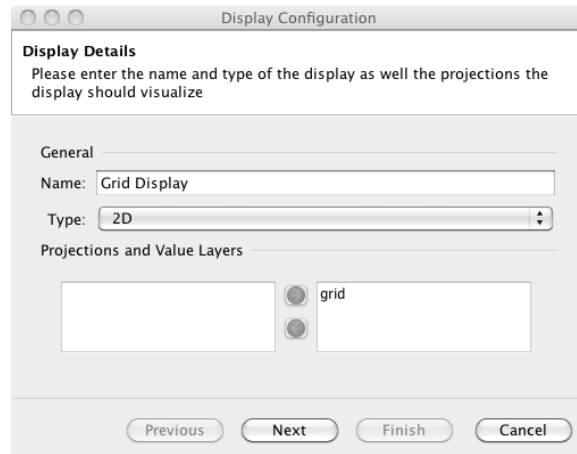 Display Configuration
Display Details
Please enter the name and type of the display as well the projections the
display should visualize
General
Name: Grid Display
Type: 2D
Projections and Value Layers
grid
Previous Next Finish Cancel